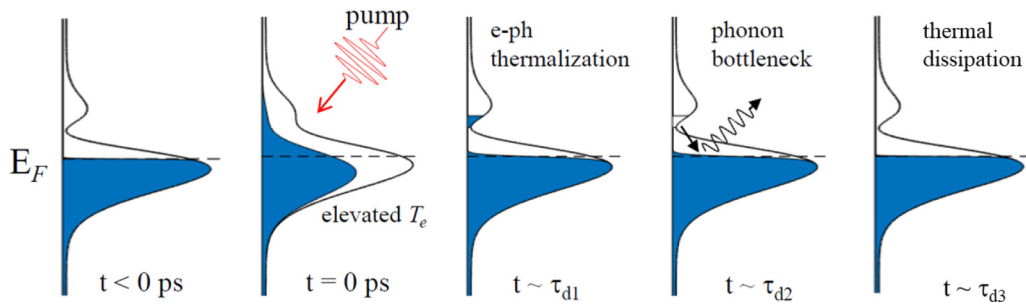 pump
e-ph
thermalization
phonon
bottleneck
thermal
dissipation
E_F
elevated T_e
t < 0 ps
t = 0 ps
t ~ τ_d1
t ~ τ_d2
t ~ τ_d3